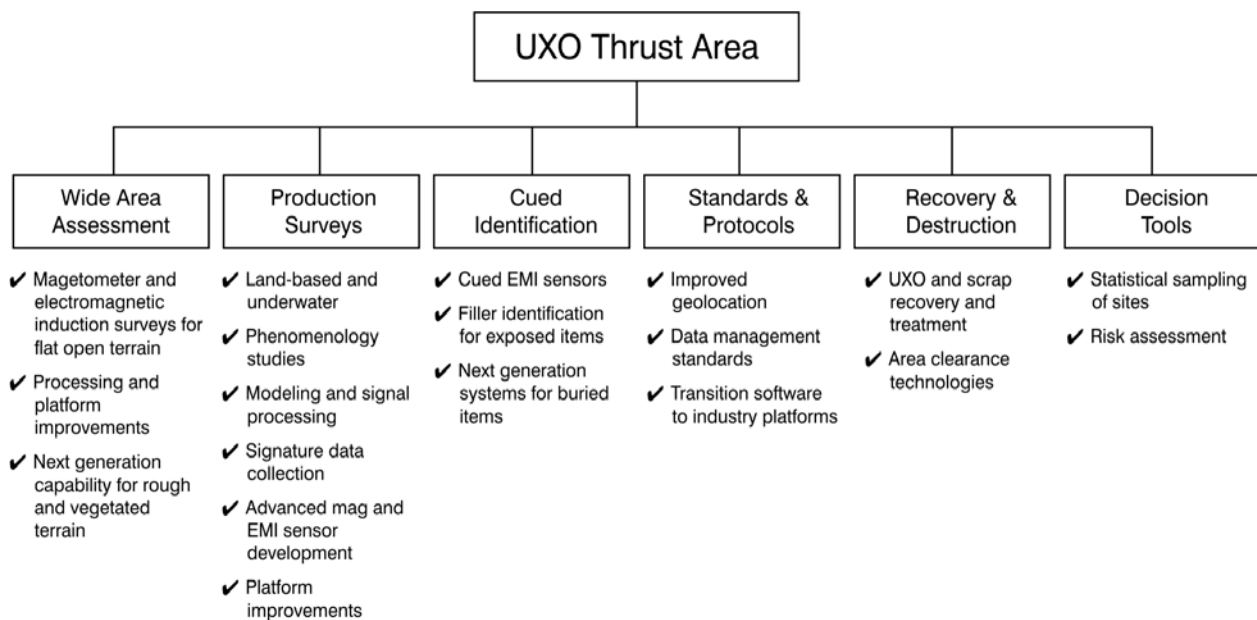 UXO Thrust Area
Wide Area
Assessment
✔ Magetometer and
electromagnetic
induction surveys for
flat open terrain
✔ Processing and
platform
improvements
✔ Next generation
capability for rough
and vegetated
terrain
Production
Surveys
✔ Land-based and
underwater
✔ Phenomenology
studies
✔ Modeling and signal
processing
✔ Signature data
collection
✔ Advanced mag and
EMI sensor
development
✔ Platform
improvements
Cued
Identification
✔ Cued EMI sensors
✔ Filler identification
for exposed items
✔ Next generation
systems for buried
items
Standards &
Protocols
✔ Improved
geolocation
✔ Data management
standards
✔ Transition software
to industry platforms
Recovery &
Destruction
✔ UXO and scrap
recovery and
treatment
✔ Area clearance
technologies
Decision
Tools
✔ Statistical sampling
of sites
✔ Risk assessment